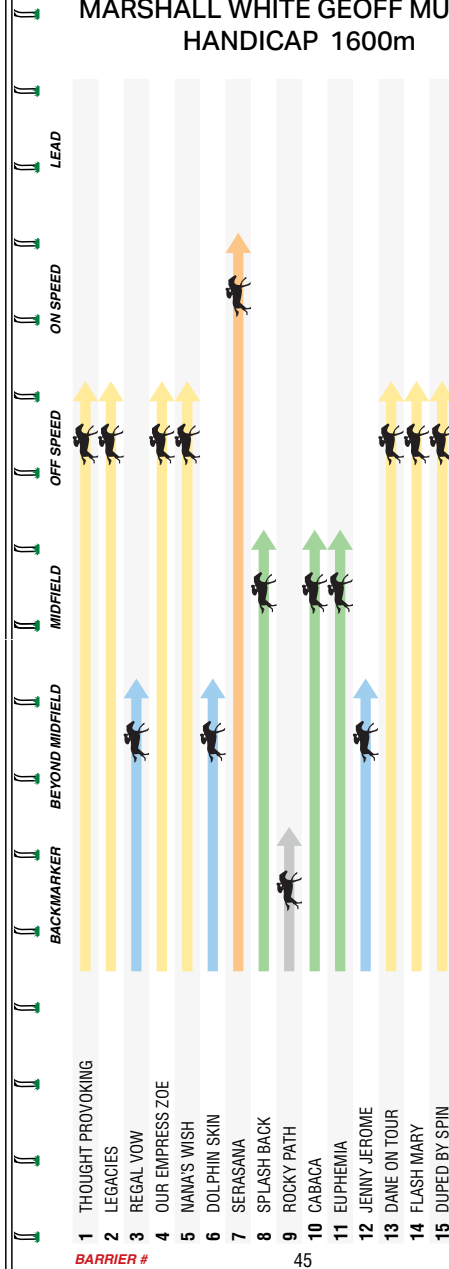 MARSHALL WHITE GEOFF MU
HANDICAP 1600m
LEAD
ON SPEED
OFF SPEED
MIDFIELD
BEYOND MIDFIELD
BACKMARKER
1 THOUGHT PROVOKING
2 LEGACIES
3 REGAL VOW
4 OUR EMPRESS ZOE
5 NANA'S WISH
6 DOLPHIN SKIN
7 SERASANA
8 SPLASH BACK
9 ROCKY PATH
10 CABACA
11 EUPHEMIA
12 JENNY JEROME
13 DANE ON TOUR
14 FLASH MARY
15 DUPED BY SPIN
BARRIER #
45